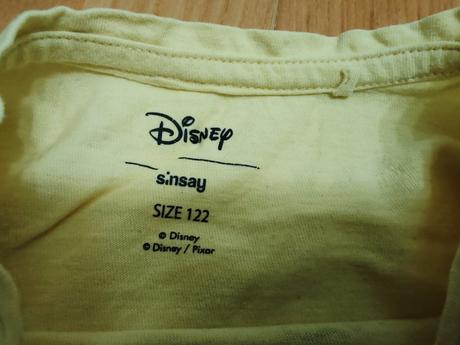 Disney
sinsay
SIZE 122
© Disney
© Disney / Pixar